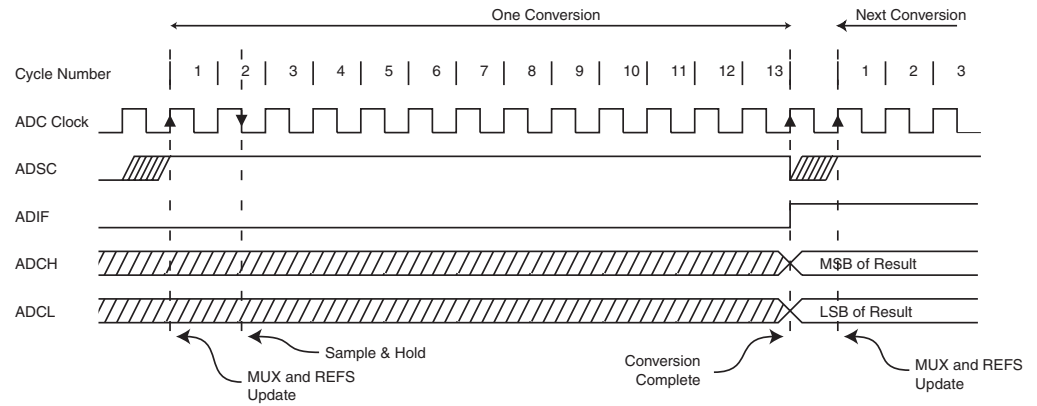 One Conversion
Next Conversion
Cycle Number 1 2 3 4 5 6 7 8 9 10 11 12 13 1 2 3
ADC Clock
ADSC
ADIF
ADCH MSB of Result
ADCL LSB of Result
Sample & Hold
MUX and REFS
Update
Conversion
Complete
MUX and REFS
Update